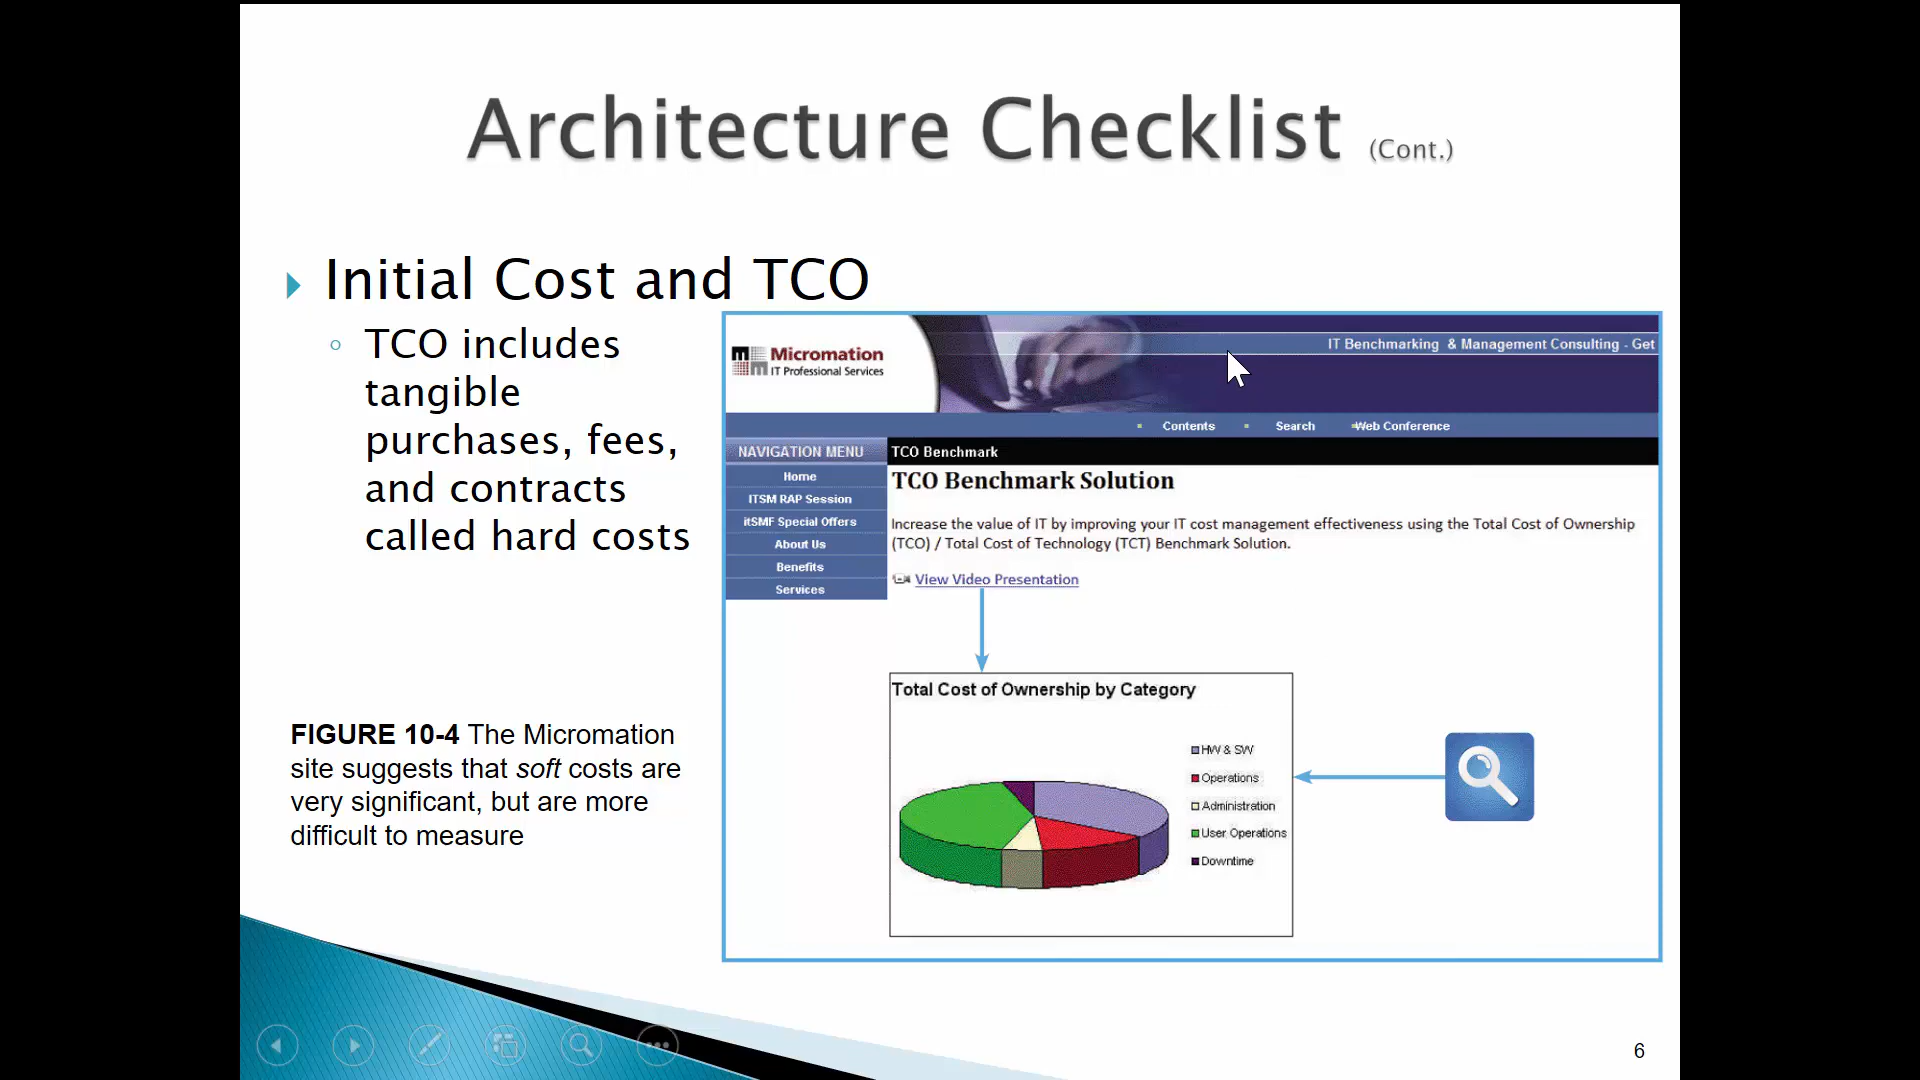 Architecture Checklist (Cont.)
Initial Cost and TCO
TCO includes
tangible
purchases, fees,
and contracts
called hard costs
FIGURE 10-4 The Micromation
site suggests that soft costs are
very significant, but are more
difficult to measure
Micromation
IT Professional Services
IT Benchmarking & Management Consulting - Get
Contents Search Web Conference
NAVIGATION MENU
Home
ITSM RAP Session
itSMF Special Offers
About Us
Benefits
Services
TCO Benchmark
TCO Benchmark Solution
Increase the value of IT by improving your IT cost management effectiveness using the Total Cost of Ownership
(TCO) / Total Cost of Technology (TCT) Benchmark Solution.
View Video Presentation
Total Cost of Ownership by Category
HW & SW
Operations
Administration
User Operations
Downtime
6